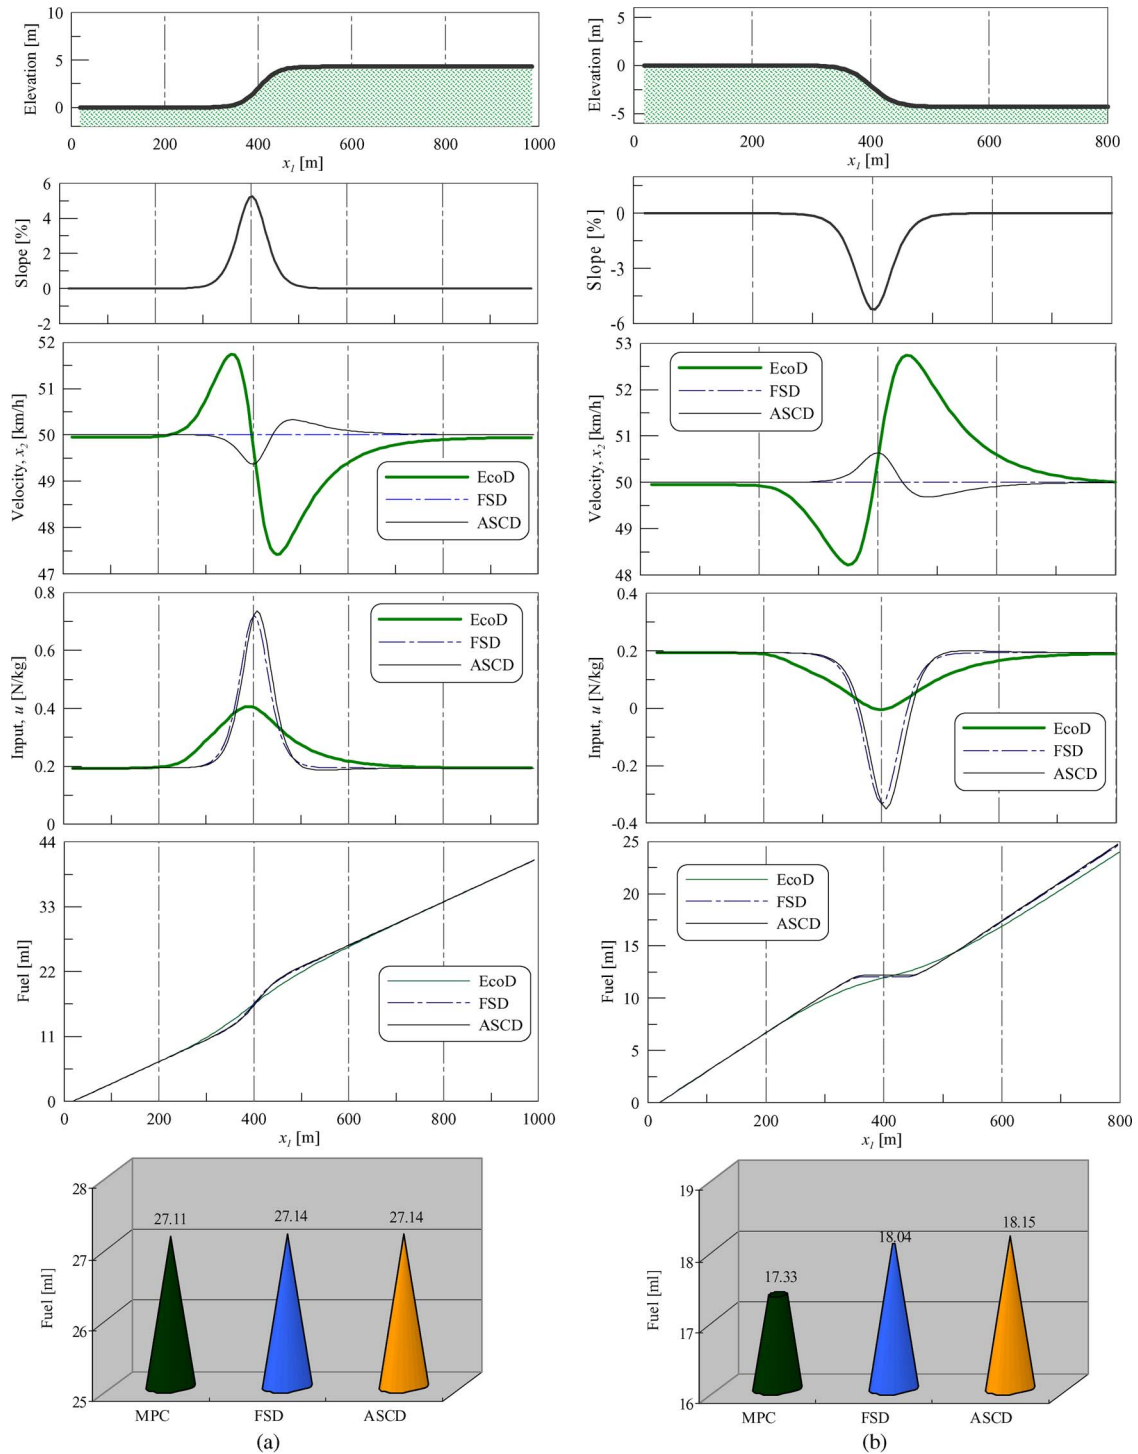 10
5
0
Elevation [m]
0 200 400 600 800 1000
x1 [m]
6
4
2
0
-2
Slope [%]
52
51
50
49
48
47
Velocity, x2 [km/h]
EcoD
FSD
ASCD
0.8
0.6
0.4
0.2
0
Input, u [N/kg]
EcoD
FSD
ASCD
44
33
22
11
0
Fuel [ml]
EcoD
FSD
ASCD
0 200 400 600 800 1000
x1 [m]
28
27
26
25
Fuel [ml]
27.11 27.14 27.14
MPC FSD ASCD
(a)
5
0
-5
Elevation [m]
0 200 400 600 800
x1 [m]
0
-3
-6
Slope [%]
53
52
51
50
49
48
Velocity, x2 [km/h]
EcoD
FSD
ASCD
0.4
0.2
0
-0.2
-0.4
Input, u [N/kg]
EcoD
FSD
ASCD
25
20
15
10
5
0
Fuel [ml]
EcoD
FSD
ASCD
0 200 400 600 800
x1 [m]
19
18
17
16
Fuel [ml]
17.33 18.04 18.15
MPC FSD ASCD
(b)